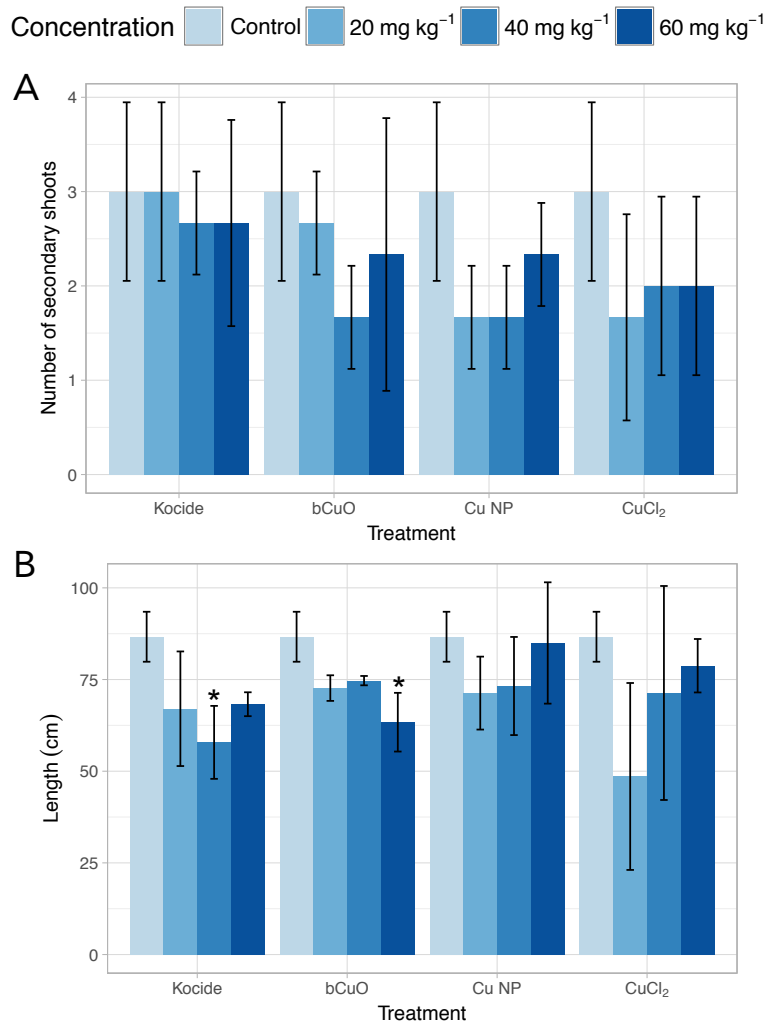 Concentration Control 20 mg kg⁻¹ 40 mg kg⁻¹ 60 mg kg⁻¹
A
Number of secondary shoots
4
3
2
1
0
Kocide bCuO Cu NP CuCl₂
Treatment
B
Length (cm)
100
75
50
25
0
* *
Kocide bCuO Cu NP CuCl₂
Treatment